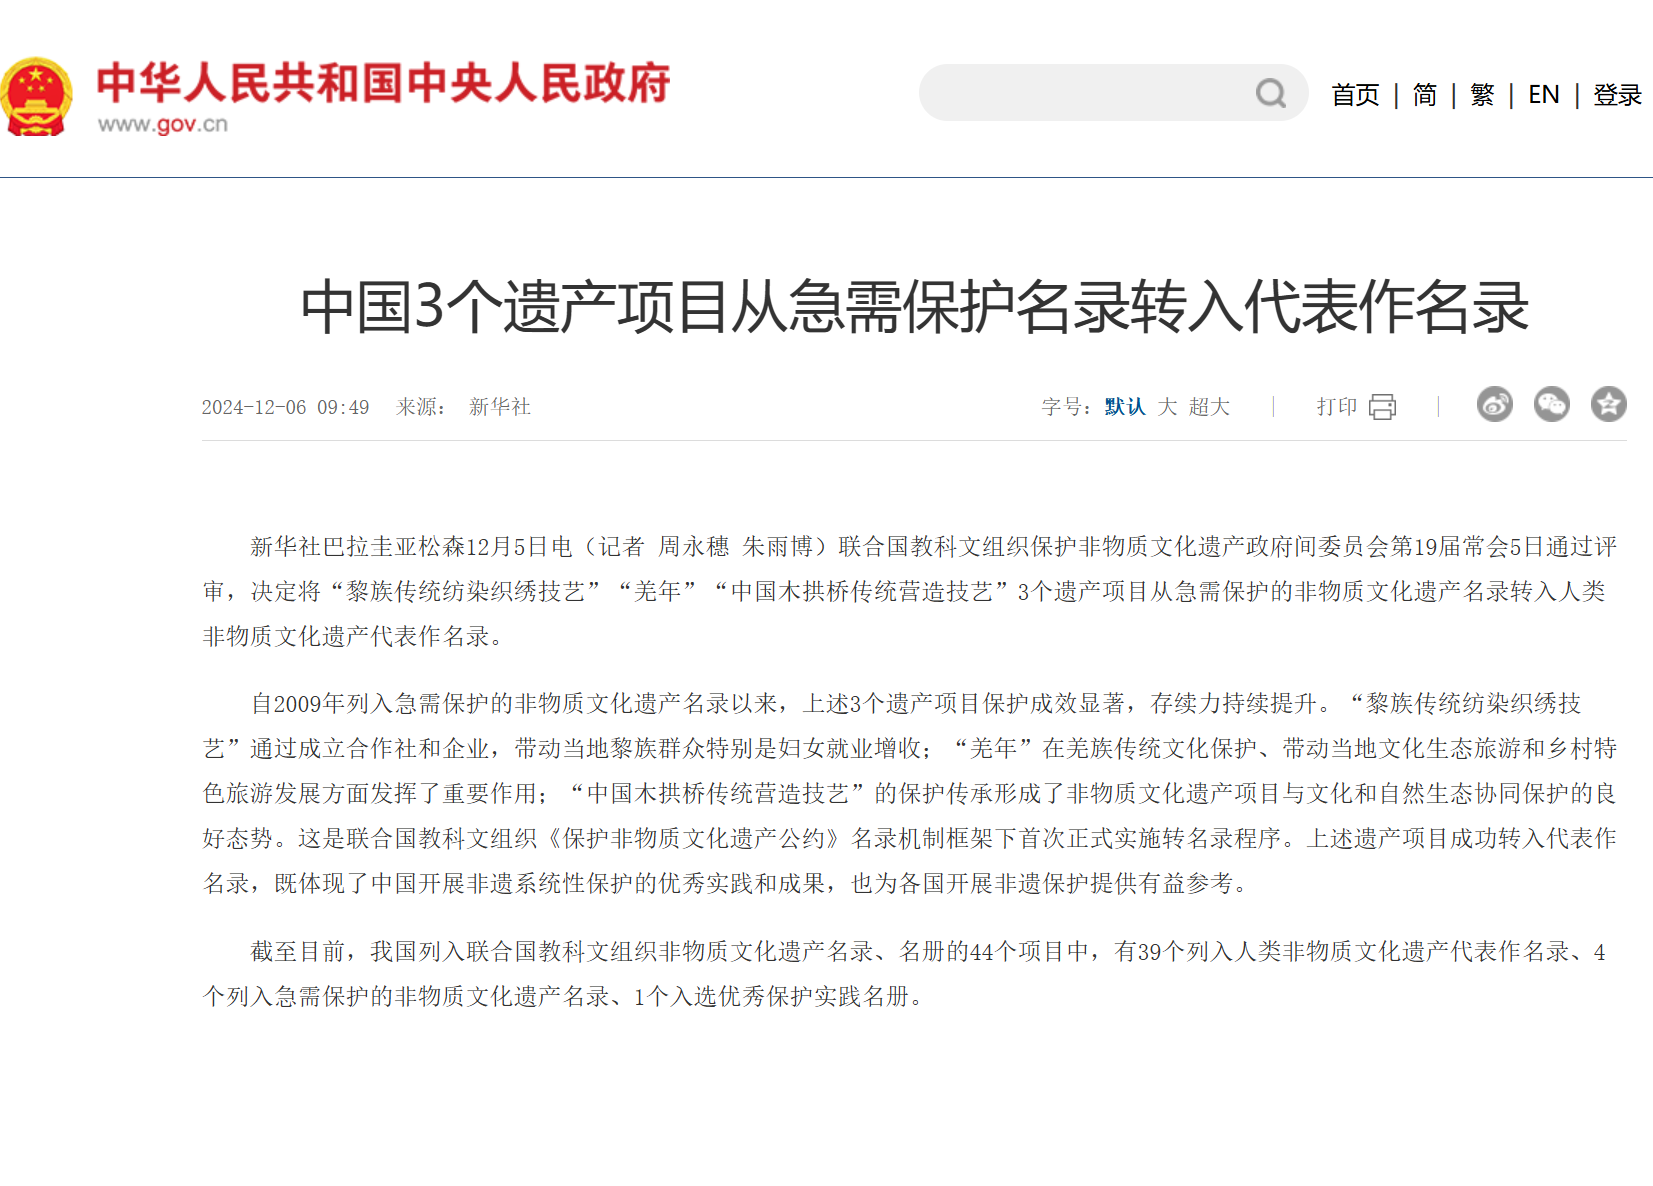 中华人民共和国中央人民政府
www.gov.cn
首页 | 简 | 繁 | EN | 登录
中国3个遗产项目从急需保护名录转入代表作名录
2024-12-06 09:49 来源： 新华社
字号：默认 大 超大 | 打印 |
新华社巴拉圭亚松森12月5日电（记者 周永穗 朱雨博）联合国教科文组织保护非物质文化遗产政府间委员会第19届常会5日通过评
审，决定将“黎族传统纺染织绣技艺”“羌年”“中国木拱桥传统营造技艺”3个遗产项目从急需保护的非物质文化遗产名录转入人类
非物质文化遗产代表作名录。
自2009年列入急需保护的非物质文化遗产名录以来，上述3个遗产项目保护成效显著，存续力持续提升。“黎族传统纺染织绣技
艺”通过成立合作社和企业，带动当地黎族群众特别是妇女就业增收；“羌年”在羌族传统文化保护、带动当地文化生态旅游和乡村特
色旅游发展方面发挥了重要作用；“中国木拱桥传统营造技艺”的保护传承形成了非物质文化遗产项目与文化和自然生态协同保护的良
好态势。这是联合国教科文组织《保护非物质文化遗产公约》名录机制框架下首次正式实施转名录程序。上述遗产项目成功转入代表作
名录，既体现了中国开展非遗系统性保护的优秀实践和成果，也为各国开展非遗保护提供有益参考。
截至目前，我国列入联合国教科文组织非物质文化遗产名录、名册的44个项目中，有39个列入人类非物质文化遗产代表作名录、4
个列入急需保护的非物质文化遗产名录、1个入选优秀保护实践名册。